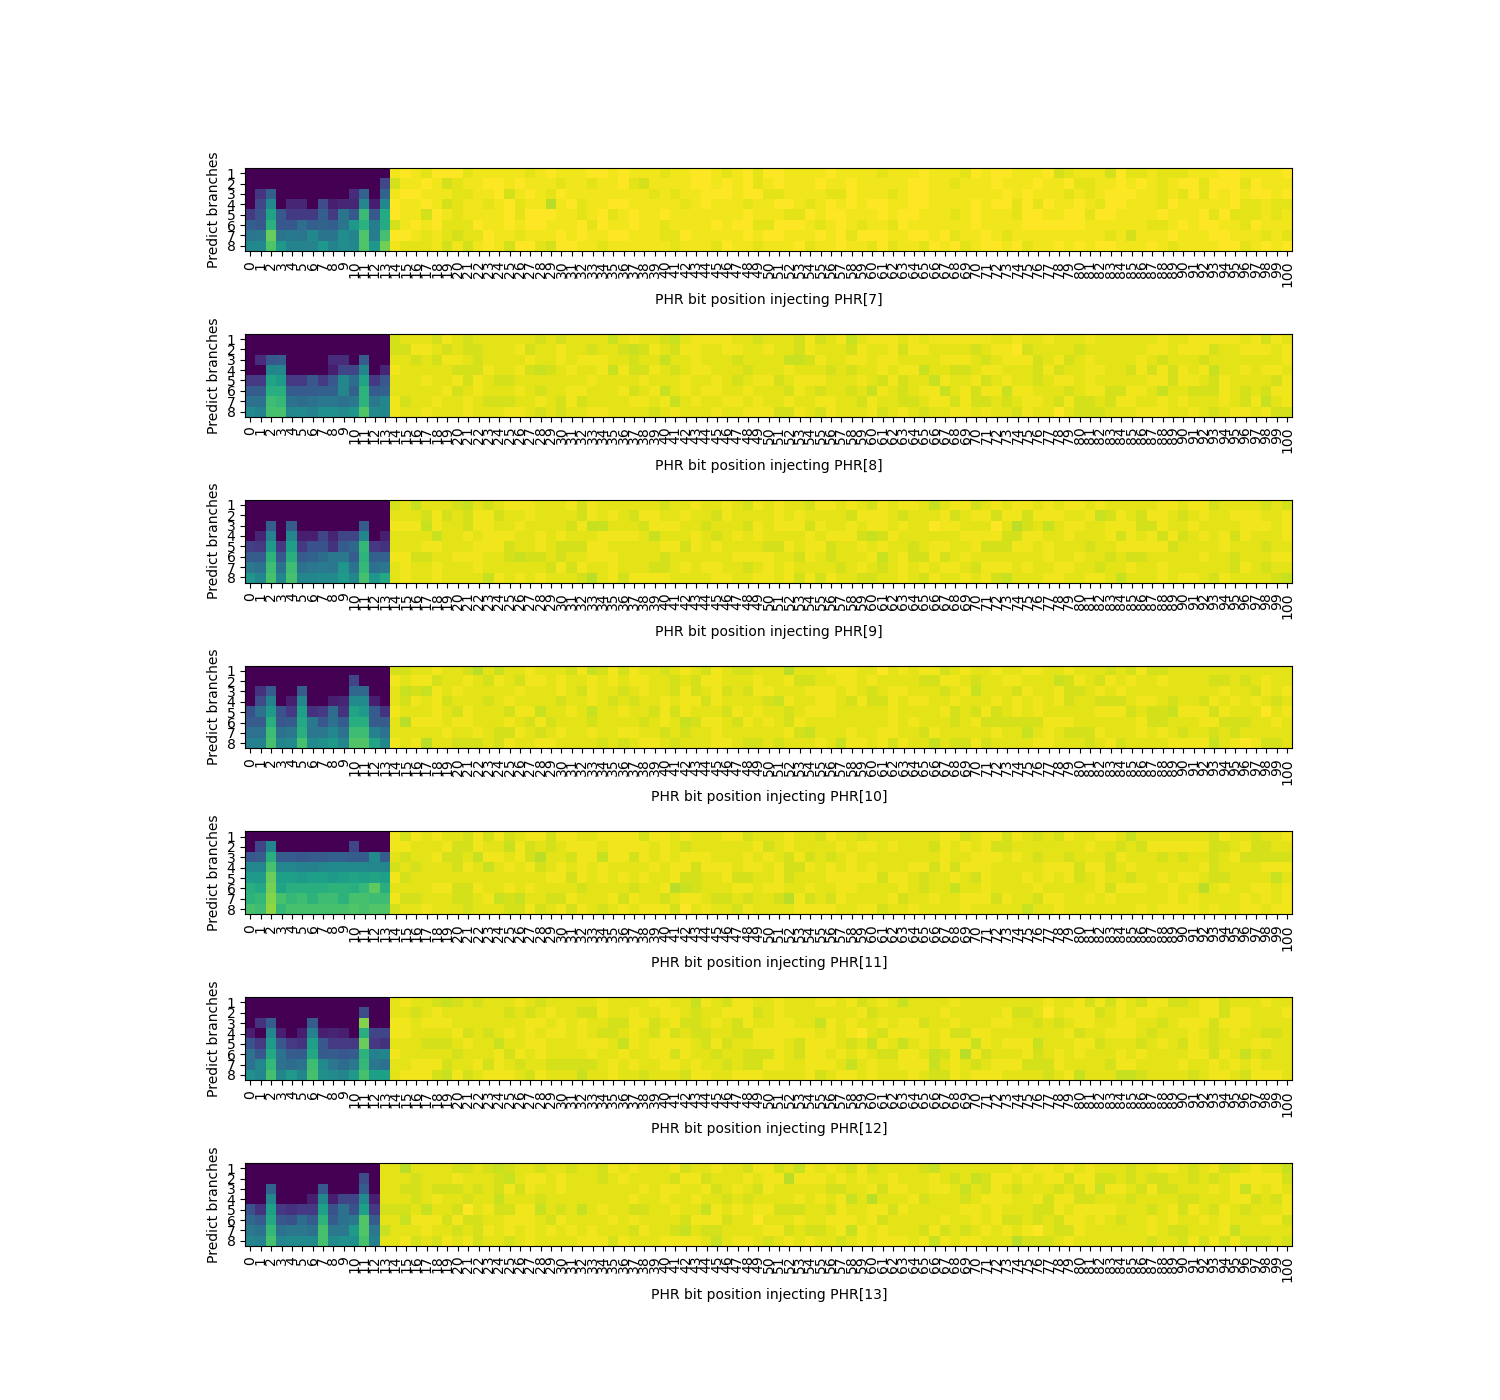 Predict branches
1
2
3
4
5
6
7
8
0 1 2 3 4 5 6 7 8 9 10 11 12 13 14 15 16 17 18 19 20 21 22 23 24 25 26 27 28 29 30 31 32 33 34 35 36 37 38 39 40 41 42 43 44 45 46 47 48 49 50 51 52 53 54 55 56 57 58 59 60 61 62 63 64 65 66 67 68 69 70 71 72 73 74 75 76 77 78 79 80 81 82 83 84 85 86 87 88 89 90 91 92 93 94 95 96 97 98 99 100
PHR bit position injecting PHR[7]
Predict branches
1
2
3
4
5
6
7
8
0 1 2 3 4 5 6 7 8 9 10 11 12 13 14 15 16 17 18 19 20 21 22 23 24 25 26 27 28 29 30 31 32 33 34 35 36 37 38 39 40 41 42 43 44 45 46 47 48 49 50 51 52 53 54 55 56 57 58 59 60 61 62 63 64 65 66 67 68 69 70 71 72 73 74 75 76 77 78 79 80 81 82 83 84 85 86 87 88 89 90 91 92 93 94 95 96 97 98 99 100
PHR bit position injecting PHR[8]
Predict branches
1
2
3
4
5
6
7
8
0 1 2 3 4 5 6 7 8 9 10 11 12 13 14 15 16 17 18 19 20 21 22 23 24 25 26 27 28 29 30 31 32 33 34 35 36 37 38 39 40 41 42 43 44 45 46 47 48 49 50 51 52 53 54 55 56 57 58 59 60 61 62 63 64 65 66 67 68 69 70 71 72 73 74 75 76 77 78 79 80 81 82 83 84 85 86 87 88 89 90 91 92 93 94 95 96 97 98 99 100
PHR bit position injecting PHR[9]
Predict branches
1
2
3
4
5
6
7
8
0 1 2 3 4 5 6 7 8 9 10 11 12 13 14 15 16 17 18 19 20 21 22 23 24 25 26 27 28 29 30 31 32 33 34 35 36 37 38 39 40 41 42 43 44 45 46 47 48 49 50 51 52 53 54 55 56 57 58 59 60 61 62 63 64 65 66 67 68 69 70 71 72 73 74 75 76 77 78 79 80 81 82 83 84 85 86 87 88 89 90 91 92 93 94 95 96 97 98 99 100
PHR bit position injecting PHR[10]
Predict branches
1
2
3
4
5
6
7
8
0 1 2 3 4 5 6 7 8 9 10 11 12 13 14 15 16 17 18 19 20 21 22 23 24 25 26 27 28 29 30 31 32 33 34 35 36 37 38 39 40 41 42 43 44 45 46 47 48 49 50 51 52 53 54 55 56 57 58 59 60 61 62 63 64 65 66 67 68 69 70 71 72 73 74 75 76 77 78 79 80 81 82 83 84 85 86 87 88 89 90 91 92 93 94 95 96 97 98 99 100
PHR bit position injecting PHR[11]
Predict branches
1
2
3
4
5
6
7
8
0 1 2 3 4 5 6 7 8 9 10 11 12 13 14 15 16 17 18 19 20 21 22 23 24 25 26 27 28 29 30 31 32 33 34 35 36 37 38 39 40 41 42 43 44 45 46 47 48 49 50 51 52 53 54 55 56 57 58 59 60 61 62 63 64 65 66 67 68 69 70 71 72 73 74 75 76 77 78 79 80 81 82 83 84 85 86 87 88 89 90 91 92 93 94 95 96 97 98 99 100
PHR bit position injecting PHR[12]
Predict branches
1
2
3
4
5
6
7
8
0 1 2 3 4 5 6 7 8 9 10 11 12 13 14 15 16 17 18 19 20 21 22 23 24 25 26 27 28 29 30 31 32 33 34 35 36 37 38 39 40 41 42 43 44 45 46 47 48 49 50 51 52 53 54 55 56 57 58 59 60 61 62 63 64 65 66 67 68 69 70 71 72 73 74 75 76 77 78 79 80 81 82 83 84 85 86 87 88 89 90 91 92 93 94 95 96 97 98 99 100
PHR bit position injecting PHR[13]